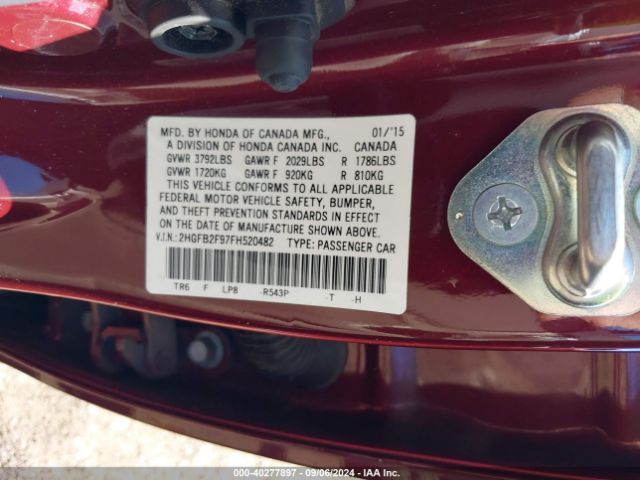 MFD. BY HONDA OF CANADA MFG., 01/'15
A DIVISION OF HONDA CANADA INC. CANADA
GVWR 3792LBS GAWR F 2029LBS R 1786LBS
GVWR 1720KG GAWR F 920KG R 810KG
THIS VEHICLE CONFORMS TO ALL APPLICABLE
FEDERAL MOTOR VEHICLE SAFETY, BUMPER,
AND THEFT PREVENTION STANDARDS IN EFFECT
ON THE DATE OF MANUFACTURE SHOWN ABOVE.
V.I.N.: 2HGFB2F97FH520482 TYPE: PASSENGER CAR
TR6 F LP8 -R543P -T -H
000-40277897 - 09/06/2024 - IAA Inc.